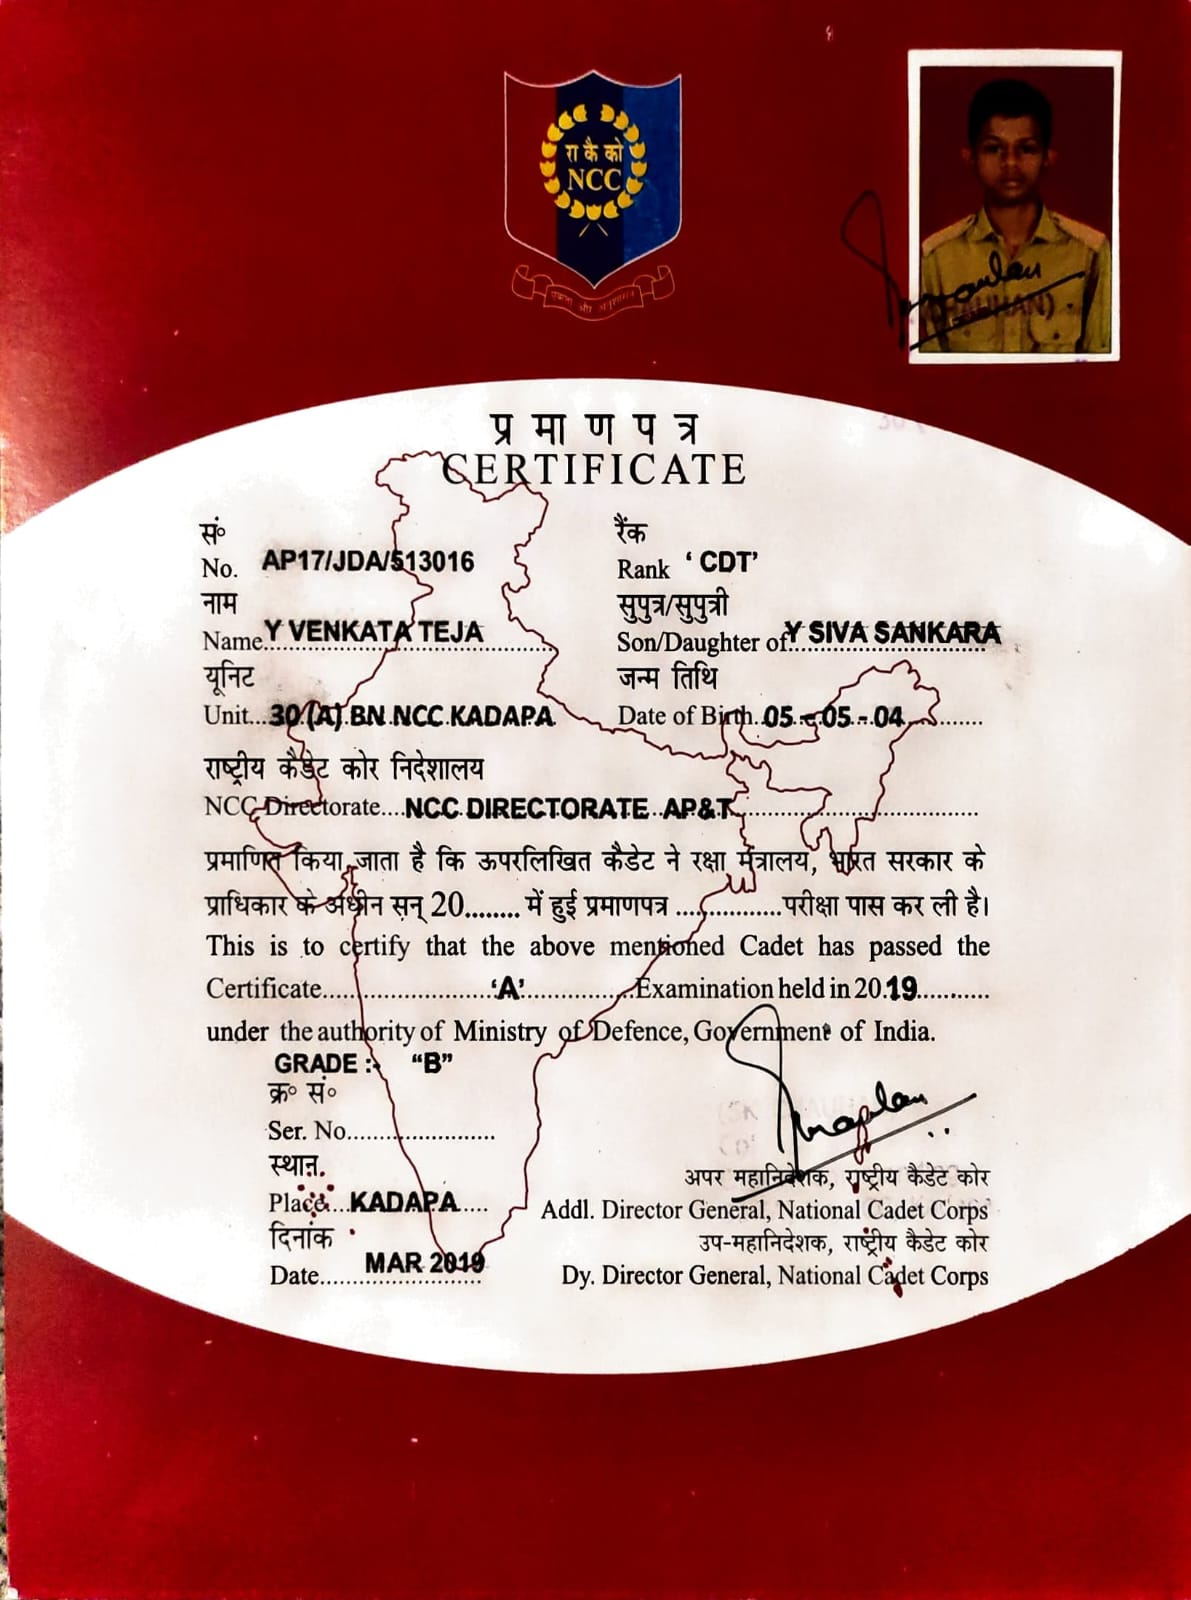 रा कै को
NCC
एकता और अनुशासन
प्रमाणपत्र
CERTIFICATE
सं०
No. AP17/JDA/513016
रैंक
Rank ‘ CDT’
नाम
Name Y VENKATA TEJA
सुपुत्र/सुपुत्री
Son/Daughter of Y SIVA SANKARA
यूनिट
Unit...30 (A) BN NCC KADAPA
जन्म तिथि
Date of Birth..05 - 05 - 04..........
राष्ट्रीय कैडेट कोर निदेशालय
NCC Directorate....NCC DIRECTORATE AP&T..........
प्रमाणित किया जाता है कि ऊपरलिखित कैडेट ने रक्षा मंत्रालय, भारत सरकार के
प्राधिकार के अधीन सन् 20........ में हुई प्रमाणपत्र ................परीक्षा पास कर ली है।
This is to certify that the above mentioned Cadet has passed the
Certificate..........‘A’..........Examination held in 20.19...........
under the authority of Ministry of Defence, Government of India.
GRADE :- “B”
क्र० सं०
Ser. No.......................
स्थान.
Place...KADAPA.....
दिनांक
Date....MAR 2019
अपर महानिदेशक, राष्ट्रीय कैडेट कोर
Addl. Director General, National Cadet Corps
उप-महानिदेशक, राष्ट्रीय कैडेट कोर
Dy. Director General, National Cadet Corps